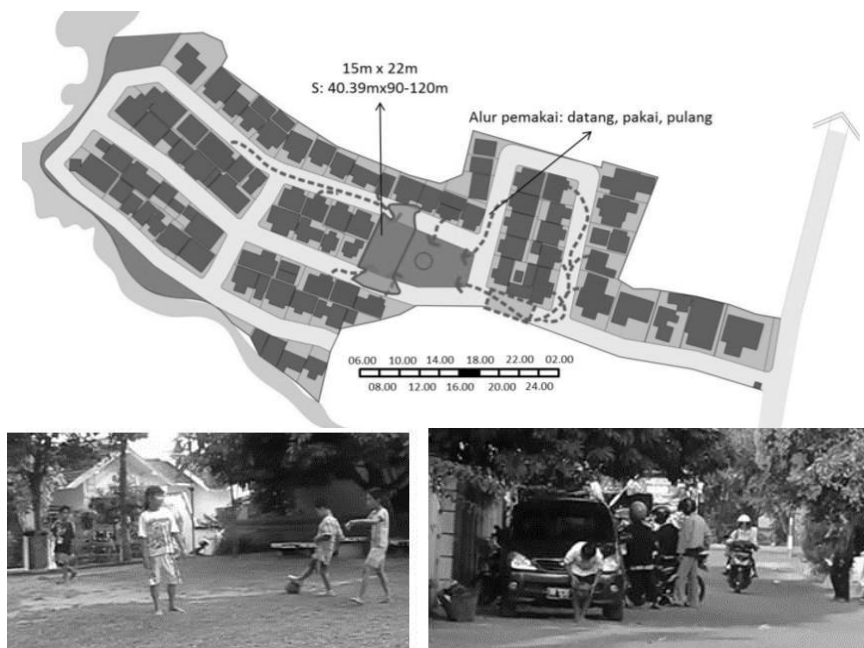 15m x 22m
S: 40.39mx90-120m
Alur pemakai: datang, pakai, pulang
06.00 10.00 14.00 18.00 22.00 02.00
08.00 12.00 16.00 20.00 24.00